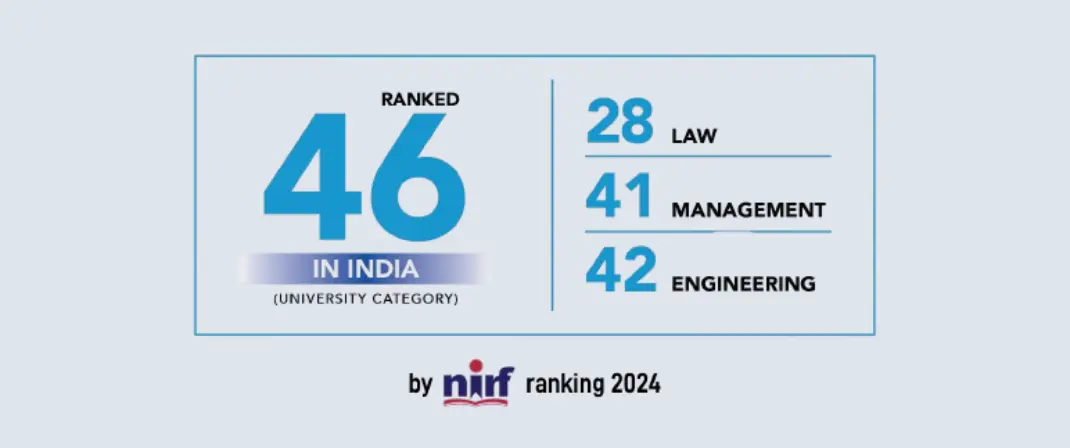 RANKED
46
IN INDIA
(UNIVERSITY CATEGORY)
28 LAW
41 MANAGEMENT
42 ENGINEERING
by nirf ranking 2024